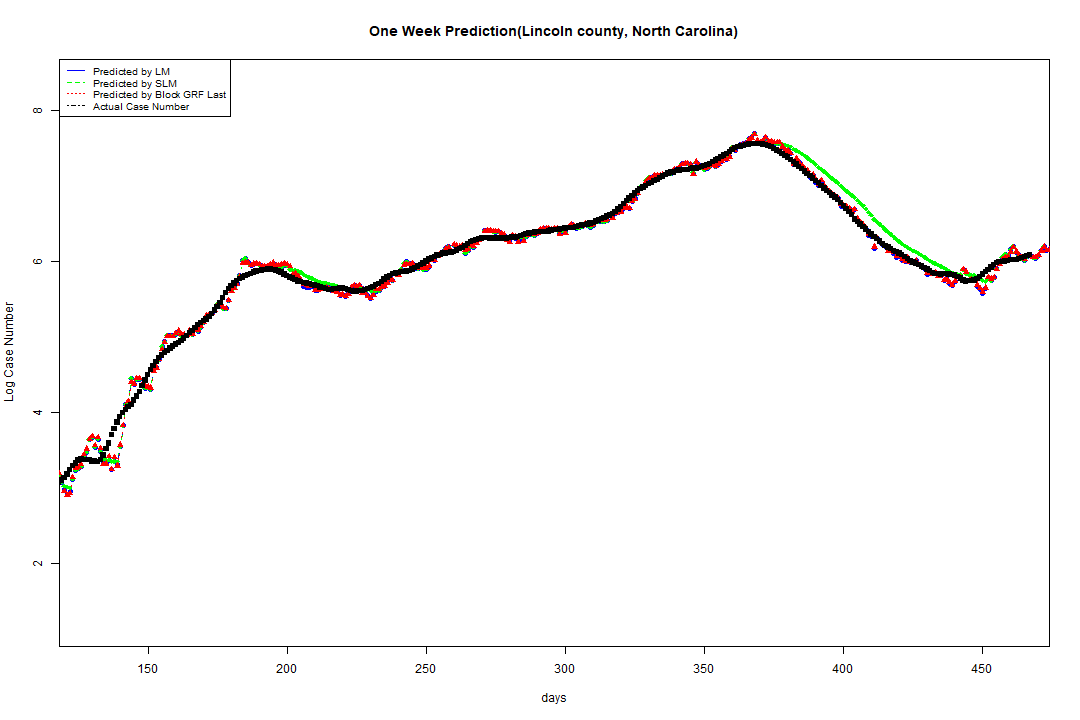 One Week Prediction(Lincoln county, North Carolina)
Predicted by LM
Predicted by SLM
Predicted by Block GRF Last
Actual Case Number
8
6
4
2
Log Case Number
150 200 250 300 350 400 450
days